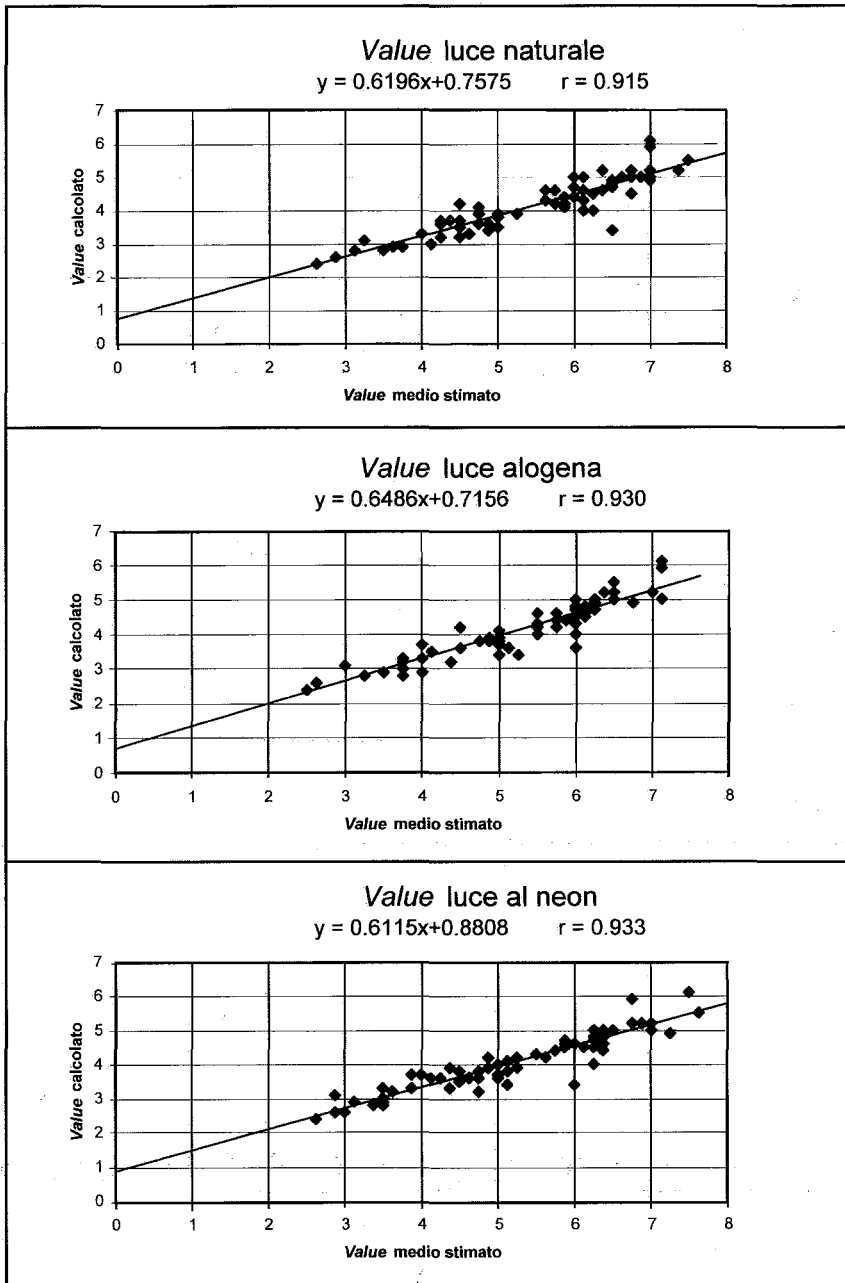 Value luce naturale
y = 0.6196x+0.7575 r = 0.915
7
6
5
4
3
2
1
0
Value calcolato
0 1 2 3 4 5 6 7 8
Value medio stimato
Value luce alogena
y = 0.6486x+0.7156 r = 0.930
7
6
5
4
3
2
1
0
Value calcolato
0 1 2 3 4 5 6 7 8
Value medio stimato
Value luce al neon
y = 0.6115x+0.8808 r = 0.933
7
6
5
4
3
2
1
0
Value calcolato
0 1 2 3 4 5 6 7 8
Value medio stimato